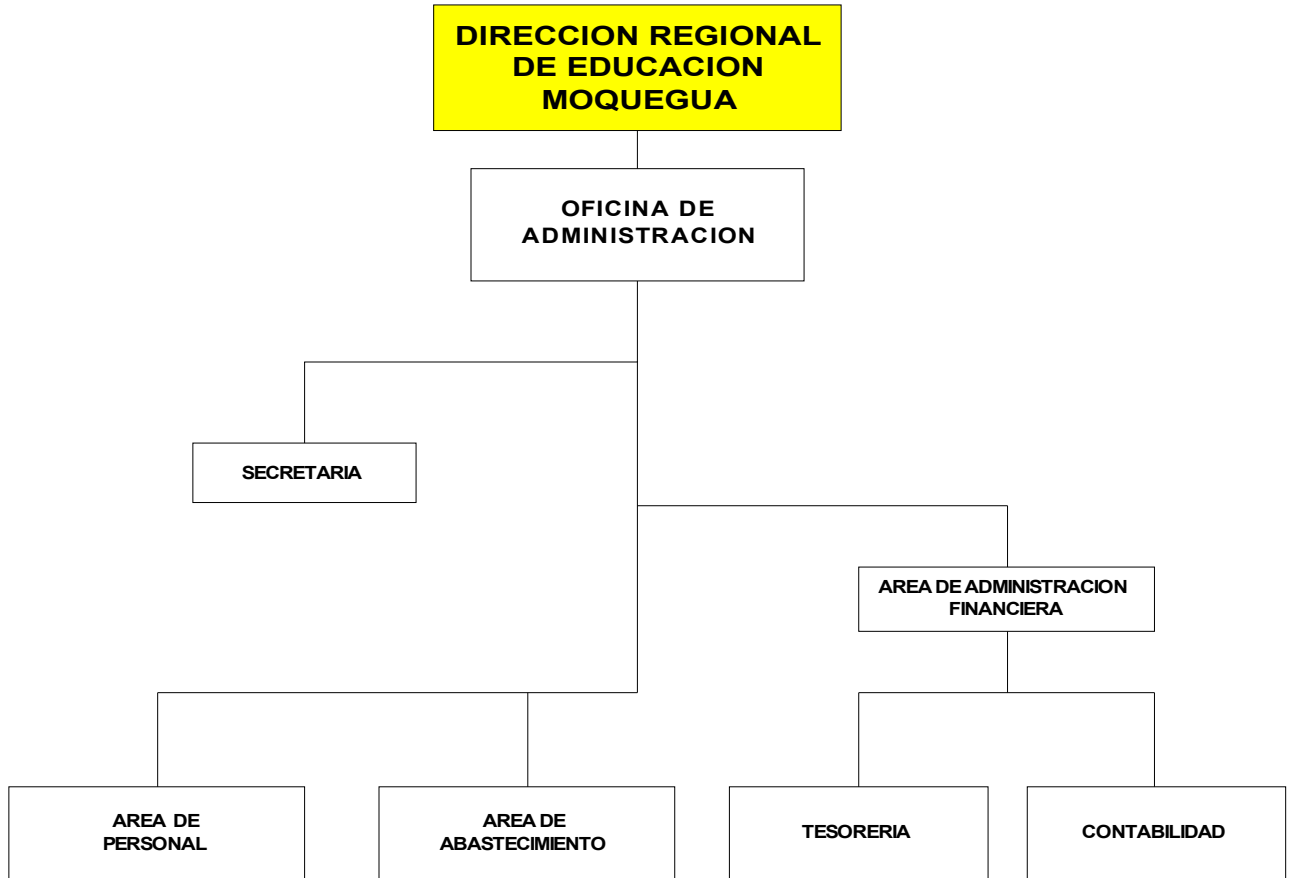 DIRECCION REGIONAL
DE EDUCACION
MOQUEGUA
OFICINA DE
ADMINISTRACION
SECRETARIA
AREA DE ADMINISTRACION
FINANCIERA
AREA DE
PERSONAL
AREA DE
ABASTECIMIENTO
TESORERIA
CONTABILIDAD